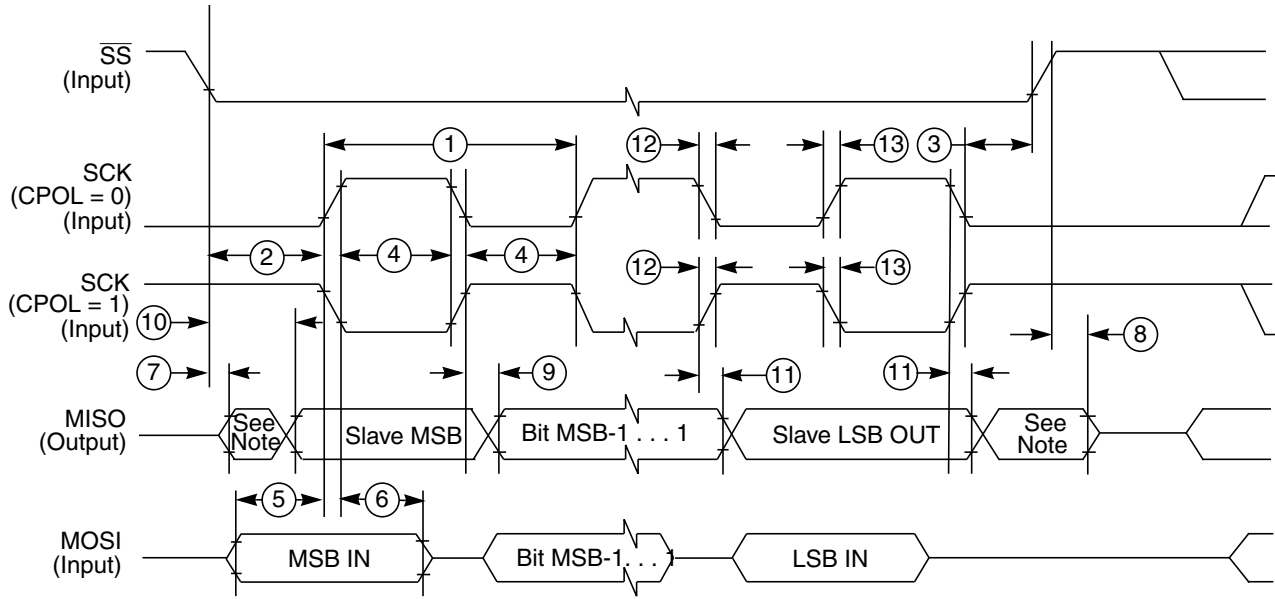 SS
(Input)
1
12
13
3
SCK
(CPOL = 0)
(Input)
2
4
4
12
13
SCK
(CPOL = 1)
(Input)
10
8
7
9
11
11
MISO
(Output)
See
Note
Slave MSB
Bit MSB-1 . . . 1
Slave LSB OUT
See
Note
5
6
MOSI
(Input)
MSB IN
Bit MSB-1. . . 1
LSB IN